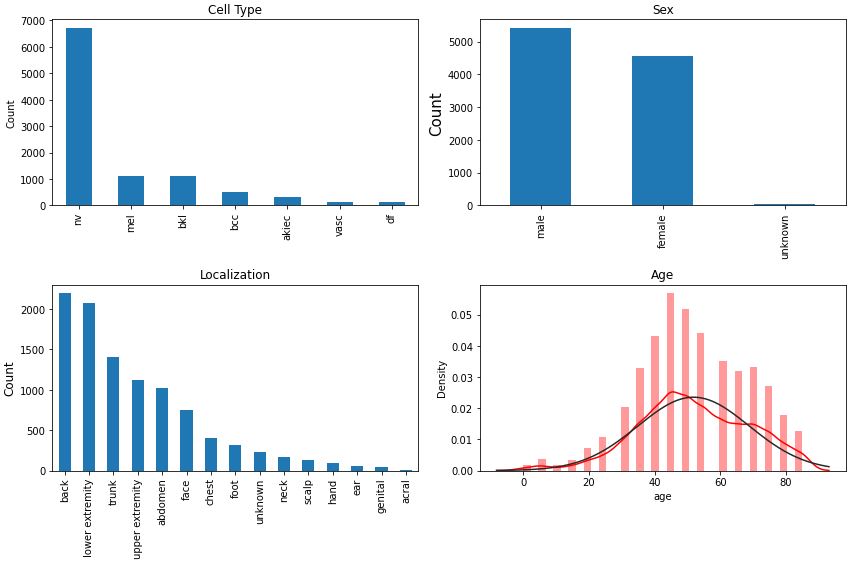 Cell Type
Count
7000
6000
5000
4000
3000
2000
1000
0
nv
mel
bkl
bcc
akiec
vasc
df
Sex
Count
5000
4000
3000
2000
1000
0
male
female
unknown
Localization
Count
2000
1500
1000
500
0
back
lower extremity
trunk
upper extremity
abdomen
face
chest
foot
unknown
neck
scalp
hand
ear
genital
acral
Age
Density
0.05
0.04
0.03
0.02
0.01
0.00
0
20
40
60
80
age